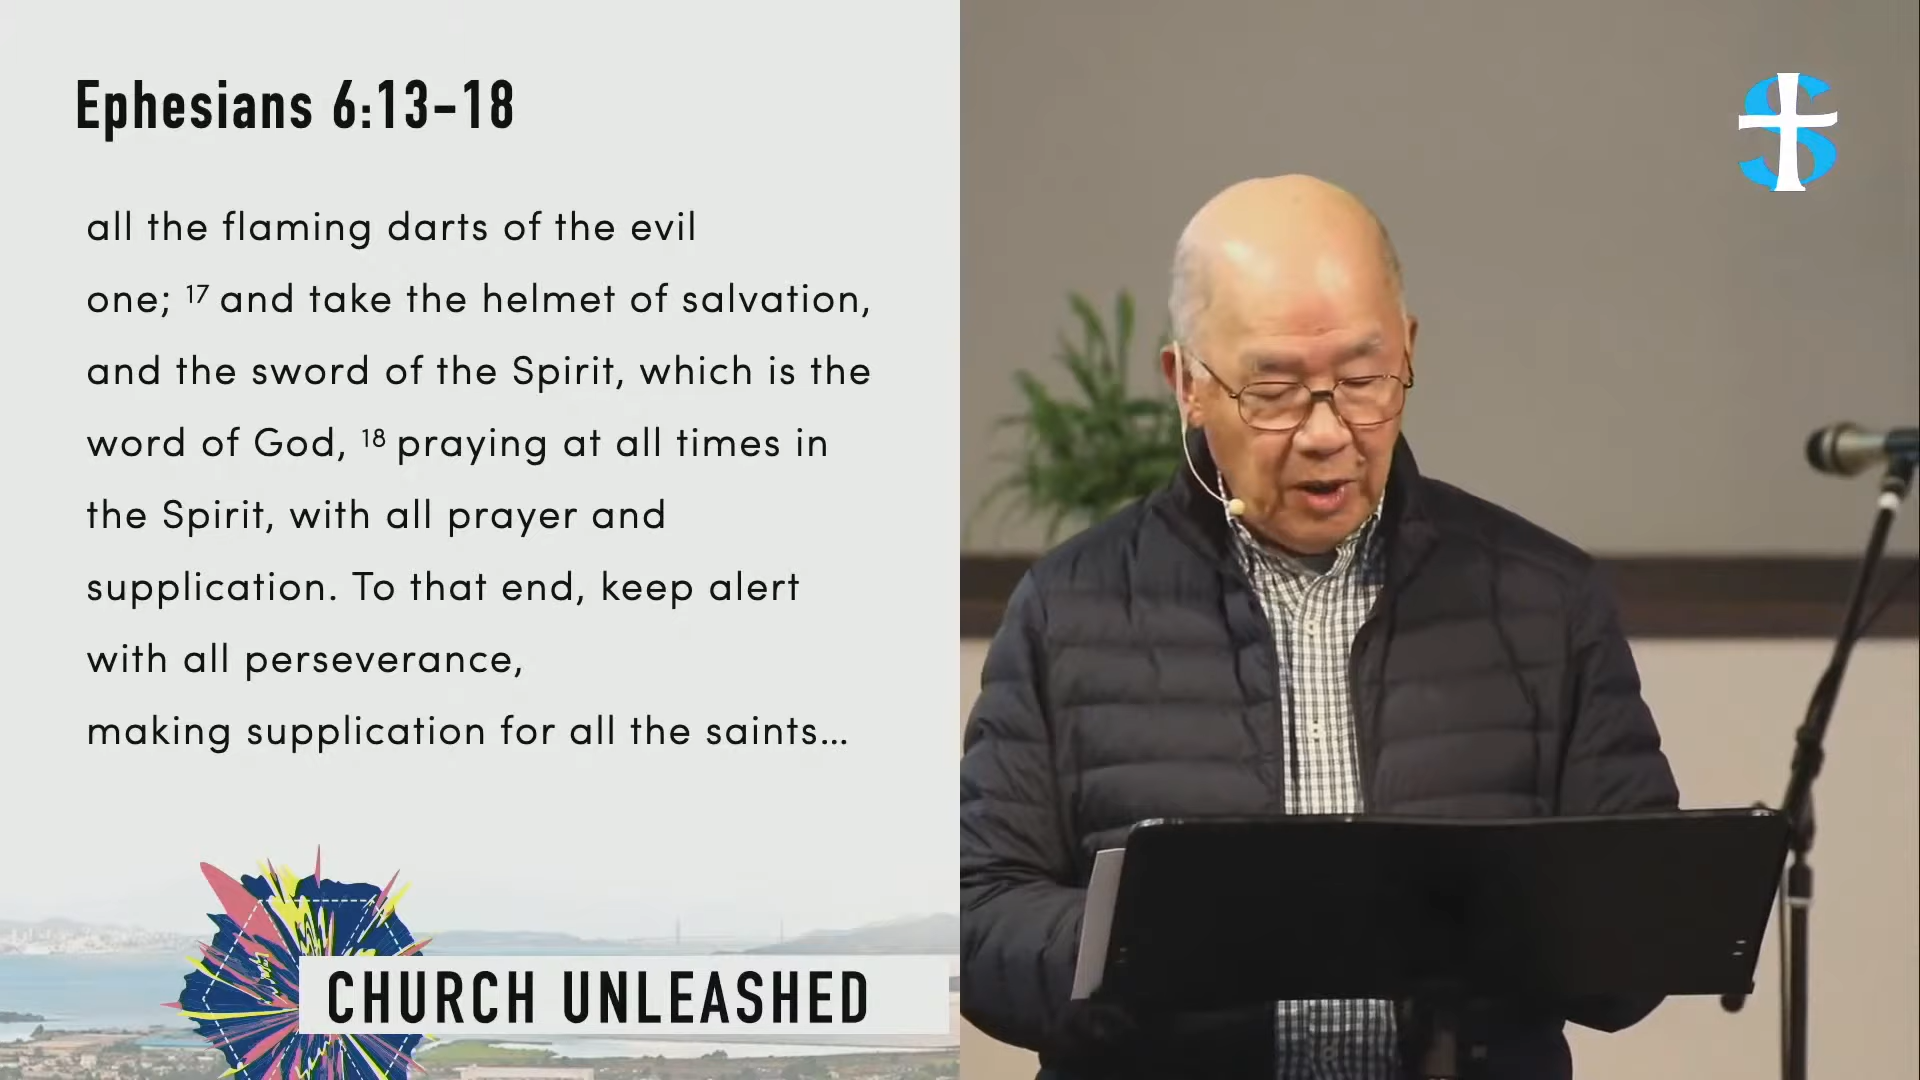 Ephesians 6:13-18
all the flaming darts of the evil
one; 17 and take the helmet of salvation,
and the sword of the Spirit, which is the
word of God, 18 praying at all times in
the Spirit, with all prayer and
supplication. To that end, keep alert
with all perseverance,
making supplication for all the saints...
CHURCH UNLEASHED
S